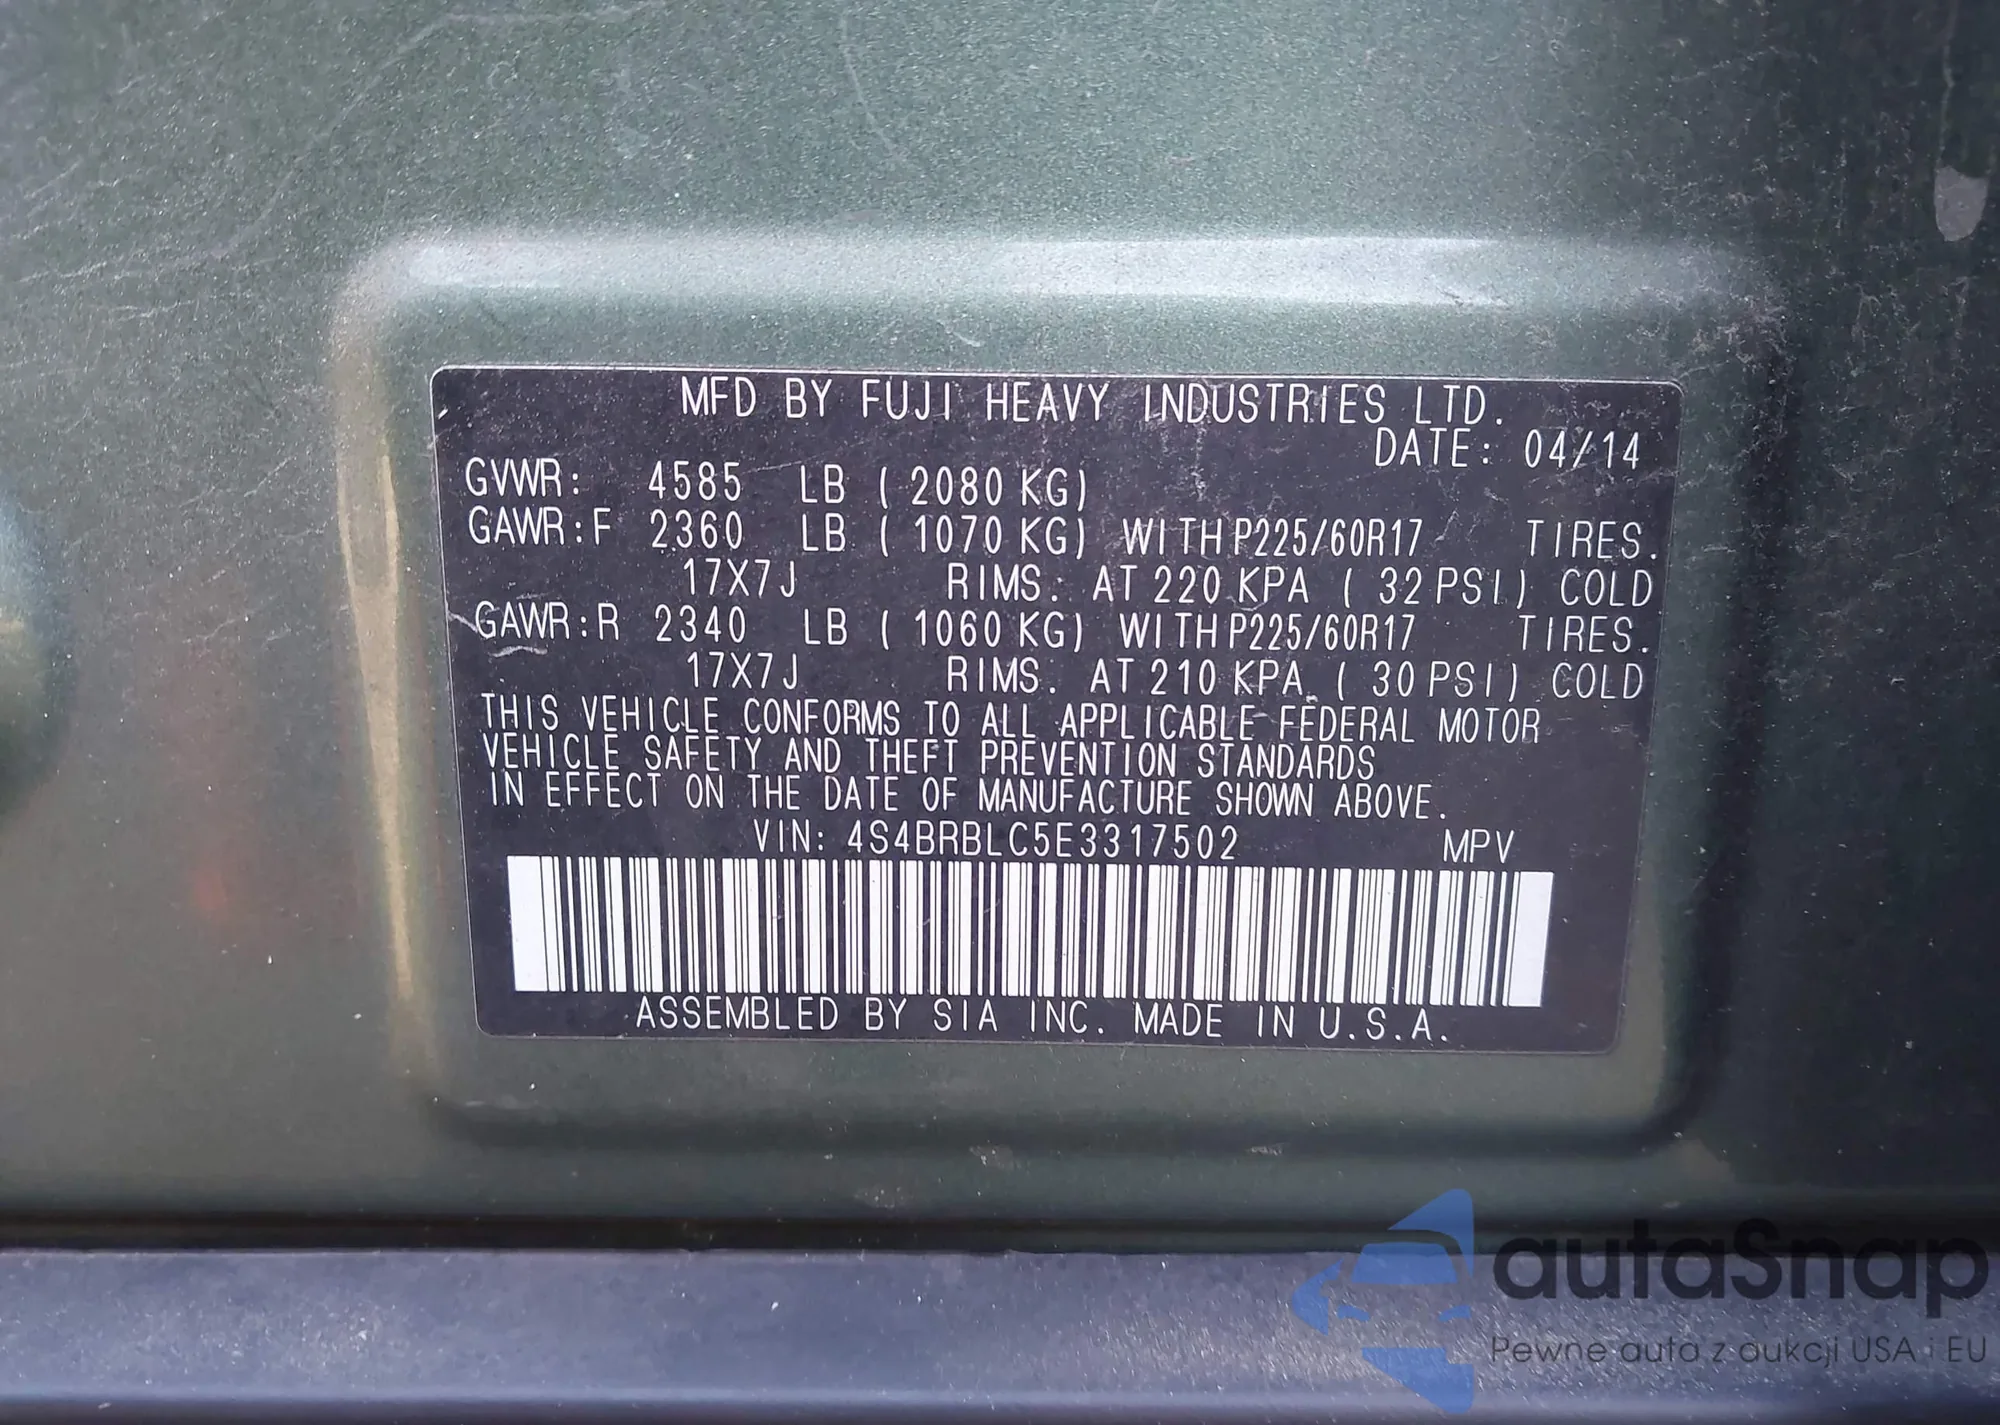 MFD BY FUJI HEAVY INDUSTRIES LTD.
DATE: 04/14
GVWR: 4585 LB ( 2080 KG)
GAWR:F 2360 LB ( 1070 KG) WITH P225/60R17 TIRES.
17X7J RIMS. AT 220 KPA ( 32 PSI) COLD
GAWR:R 2340 LB ( 1060 KG) WITH P225/60R17 TIRES.
17X7J RIMS. AT 210 KPA. ( 30 PSI) COLD
THIS VEHICLE CONFORMS TO ALL APPLICABLE FEDERAL MOTOR
VEHICLE SAFETY AND THEFT PREVENTION STANDARDS
IN EFFECT ON THE DATE OF MANUFACTURE SHOWN ABOVE.
VIN: 4S4BRBLC5E3317502 MPV
ASSEMBLED BY SIA INC. MADE IN U.S.A.
autaSnap
Pewne auta z aukcji USA i EU